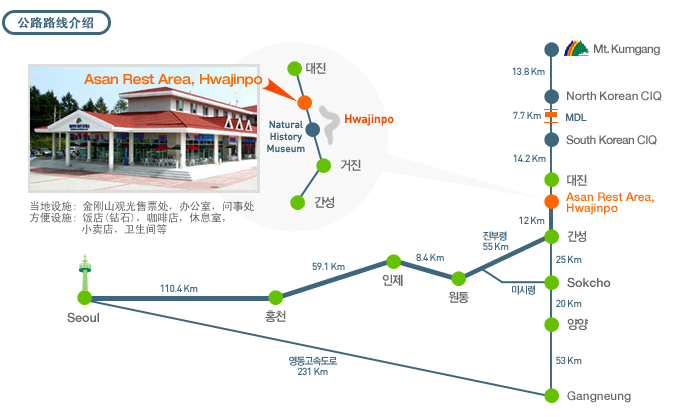 公路路线介绍
Asan Rest Area, Hwajinpo
대진
Natural
History
Museum
Hwajinpo
거진
간성
当地设施: 金刚山观光售票处, 办公室, 问事处
方便设施: 饭店(钻石), 咖啡店, 休息室,
小卖店, 卫生间等
Mt. Kumgang
13.8 Km
North Korean CIQ
7.7 Km
MDL
South Korean CIQ
14.2 Km
대진
Asan Rest Area,
Hwajinpo
12 Km
간성
진부령
55 Km
25 Km
8.4 Km
59.1 Km
인제
원통
미시령
Sokcho
20 Km
110.4 Km
홍천
Seoul
양양
영동고속도로
231 Km
53 Km
Gangneung